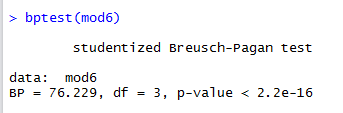 > bptest(mod6)
studentized Breusch-Pagan test
data:  mod6
BP = 76.229, df = 3, p-value < 2.2e-16